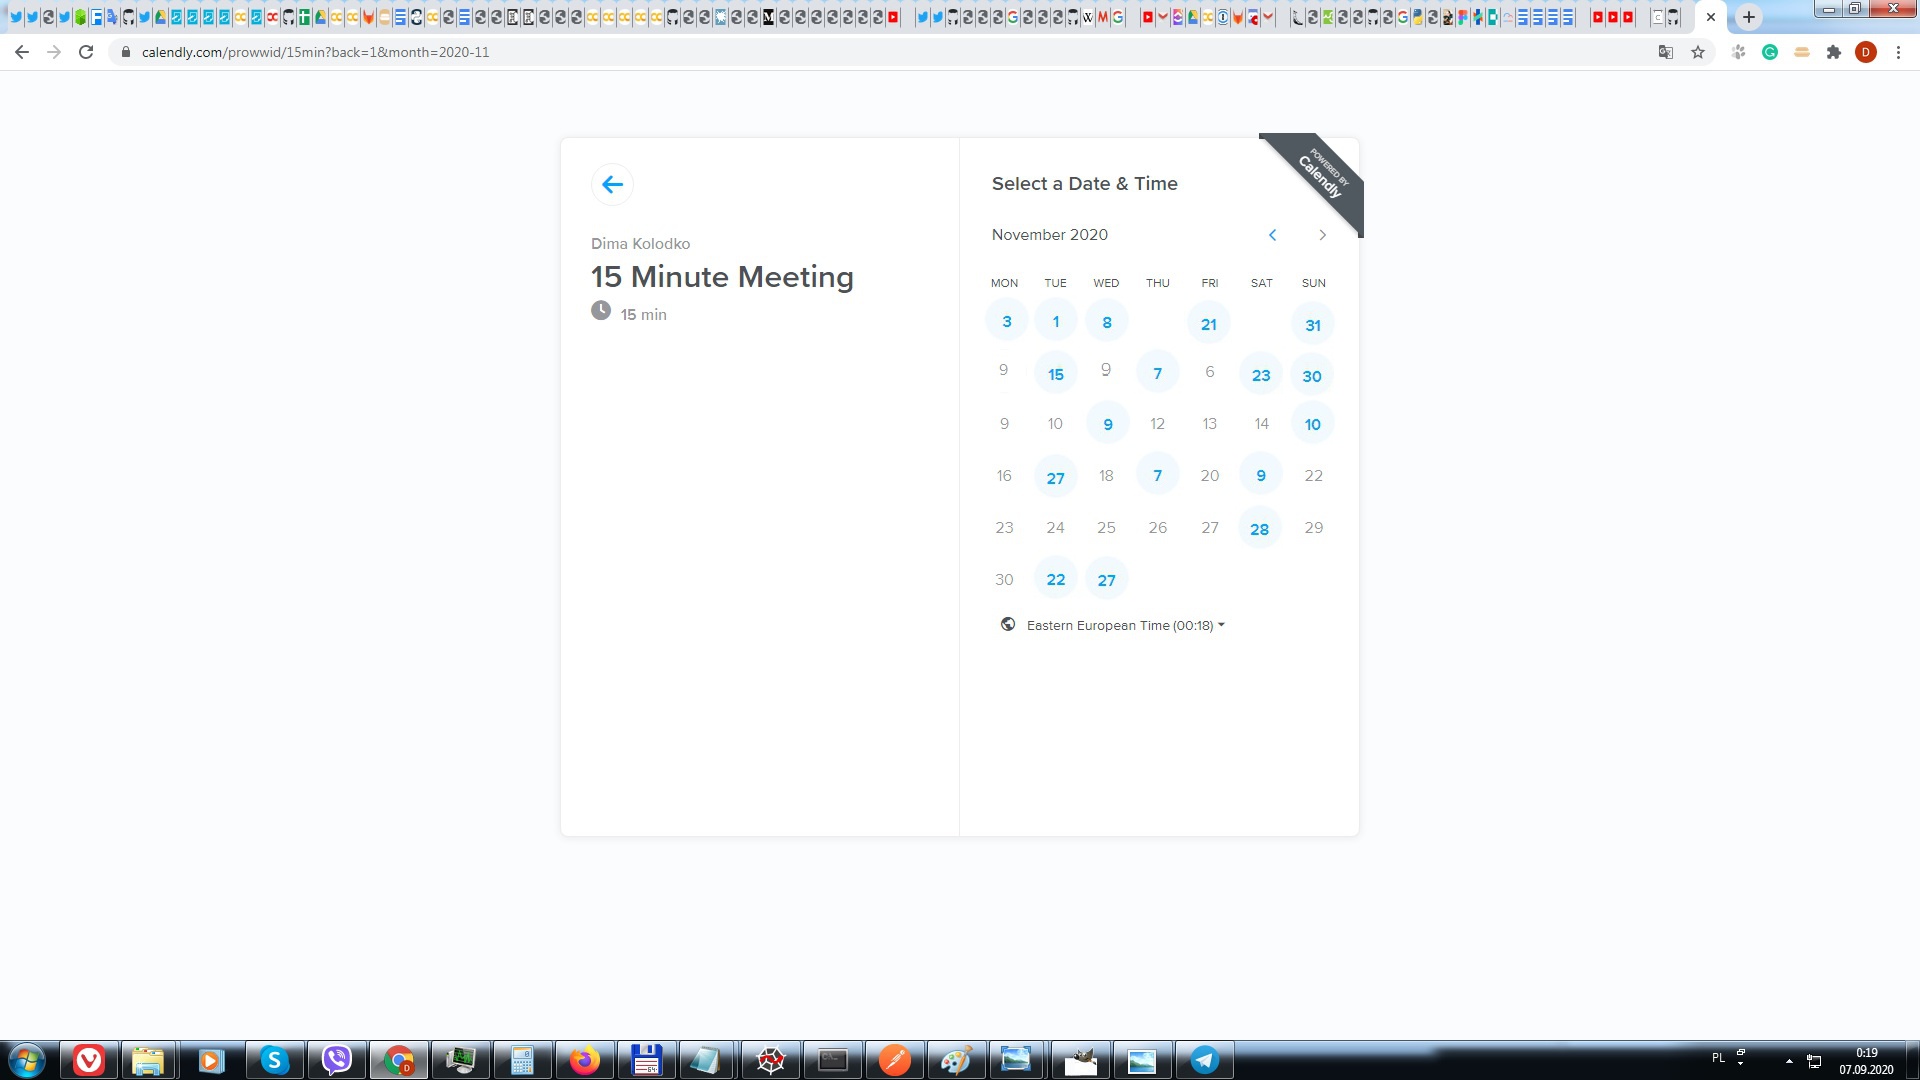 calendly.com/prowwid/15min?back=1&month=2020-11
D
POWERED BY
Calendly
Select a Date & Time
Dima Kolodko
15 Minute Meeting
15 min
November 2020
MON TUE WED THU FRI SAT SUN
3 1 8 21 31
9 15 9 7 6 23 30
9 10 9 12 13 14 10
16 27 18 7 20 9 22
23 24 25 26 27 28 29
30 22 27
Eastern European Time (00:18)
PL
0:19
07.09.2020